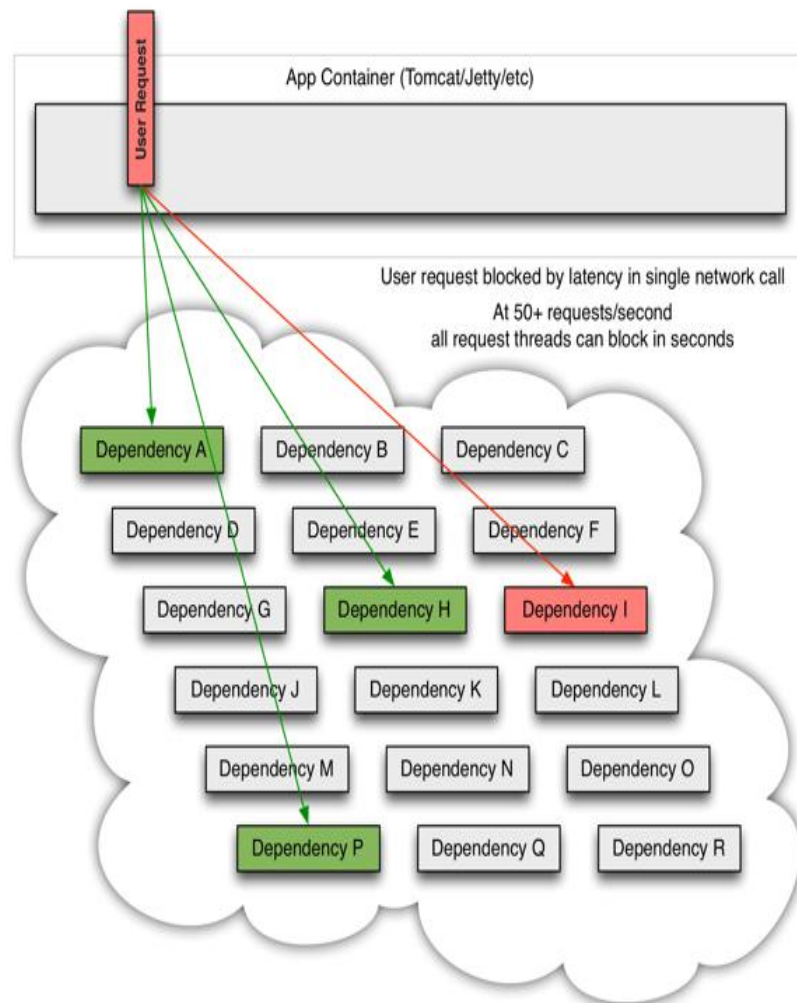 User Request
App Container (Tomcat/Jetty/etc)
User request blocked by latency in single network call
At 50+ requests/second
all request threads can block in seconds
Dependency A
Dependency B
Dependency C
Dependency D
Dependency E
Dependency F
Dependency G
Dependency H
Dependency I
Dependency J
Dependency K
Dependency L
Dependency M
Dependency N
Dependency O
Dependency P
Dependency Q
Dependency R